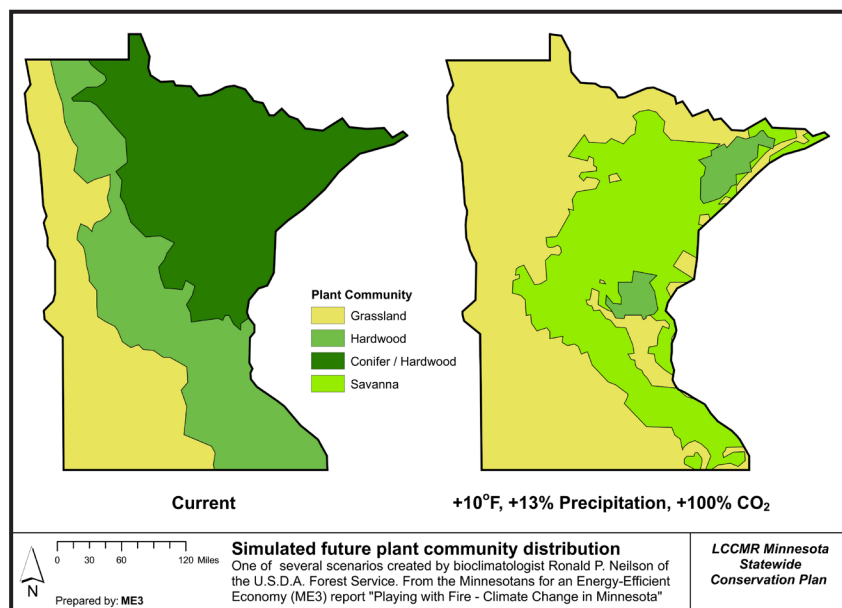 Plant Community
Grassland
Hardwood
Conifer / Hardwood
Savanna
Current
+10°F, +13% Precipitation, +100% CO₂
N
0 30 60 120 Miles
Prepared by: ME3
Simulated future plant community distribution
One of several scenarios created by bioclimatologist Ronald P. Neilson of
the U.S.D.A. Forest Service. From the Minnesotans for an Energy-Efficient
Economy (ME3) report "Playing with Fire - Climate Change in Minnesota"
LCCMR Minnesota
Statewide
Conservation Plan